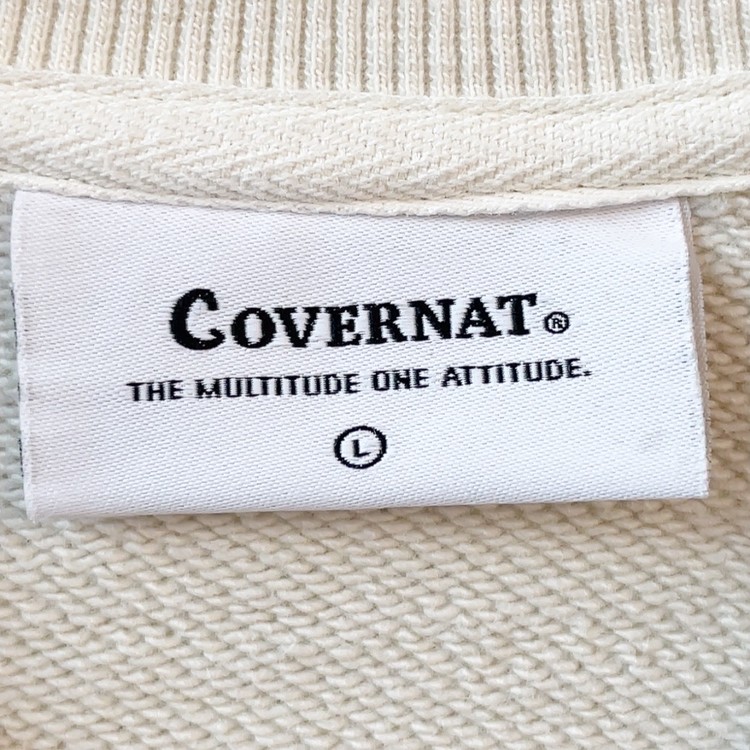 COVERNAT®
THE MULTITUDE ONE ATTITUDE.
L